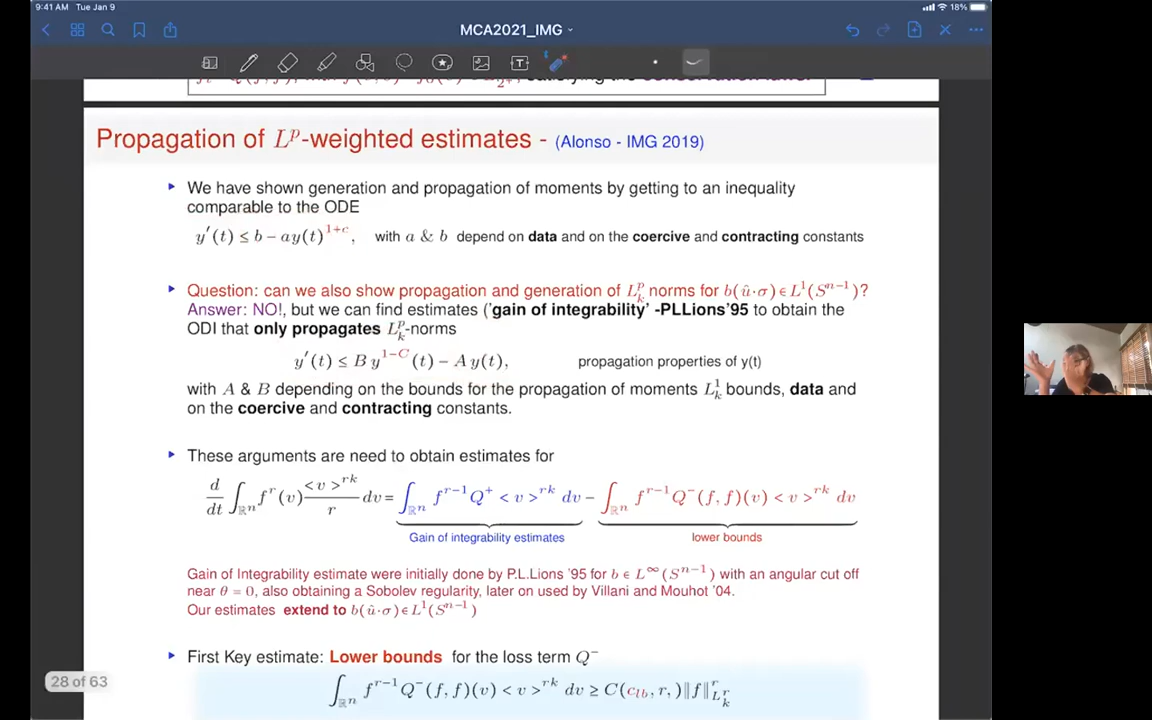 9:41 AM Tue Jan 9
18%
MCA2021_IMG
Propagation of L^p-weighted estimates - (Alonso - IMG 2019)
We have shown generation and propagation of moments by getting to an inequality
comparable to the ODE
y′(t) ≤ b − ay(t)^{1+c}, with a & b depend on data and on the coercive and contracting constants
Question: can we also show propagation and generation of L^p_k norms for b(û·σ) ∈ L^1(S^{n−1})?
Answer: NO!, but we can find estimates ('gain of integrability' -PLLions'95 to obtain the
ODI that only propagates L^p_k-norms
y′(t) ≤ B y^{1−C}(t) − A y(t), propagation properties of y(t)
with A & B depending on the bounds for the propagation of moments L^1_k bounds, data and
on the coercive and contracting constants.
These arguments are need to obtain estimates for
d/dt ∫_{ℝ^n} f^r(v) <v>^{rk}/r dv = ∫_{ℝ^n} f^{r−1} Q^+ <v>^{rk} dv − ∫_{ℝ^n} f^{r−1} Q^−(f, f)(v) <v>^{rk} dv
Gain of integrability estimates lower bounds
Gain of Integrability estimate were initially done by P.L.Lions '95 for b ∈ L^∞(S^{n−1}) with an angular cut off
near θ = 0, also obtaining a Sobolev regularity, later on used by Villani and Mouhot '04.
Our estimates extend to b(û·σ) ∈ L^1(S^{n−1})
First Key estimate: Lower bounds for the loss term Q^−
28 of 63
∫_{ℝ^n} f^{r−1} Q^−(f, f)(v) <v>^{rk} dv ≥ C(c_{lb}, r, )‖f‖^r_{L^r_k}